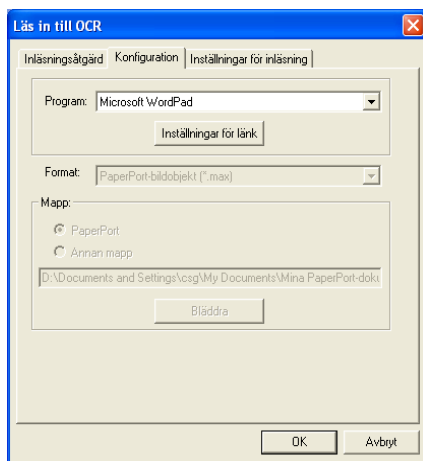 Läs in till OCR
Inläsningsåtgärd Konfiguration Inställningar för inläsning
Program: Microsoft WordPad
Inställningar för länk
Format: PaperPort-bildobjekt (*.max)
Mapp:
PaperPort
Annan mapp
D:\Documents and Settings\csg\My Documents\Mina PaperPort-doku
Bläddra
OK Avbryt